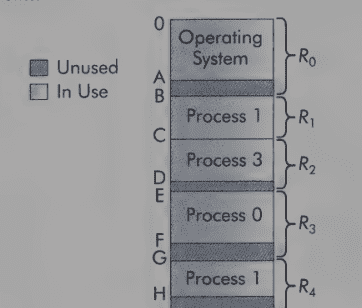 0
Operating
System
R0
Unused
A
In Use
B
Process 1
R1
C
Process 3
R2
D
E
Process 0
R3
F
G
Process 1
R4
H